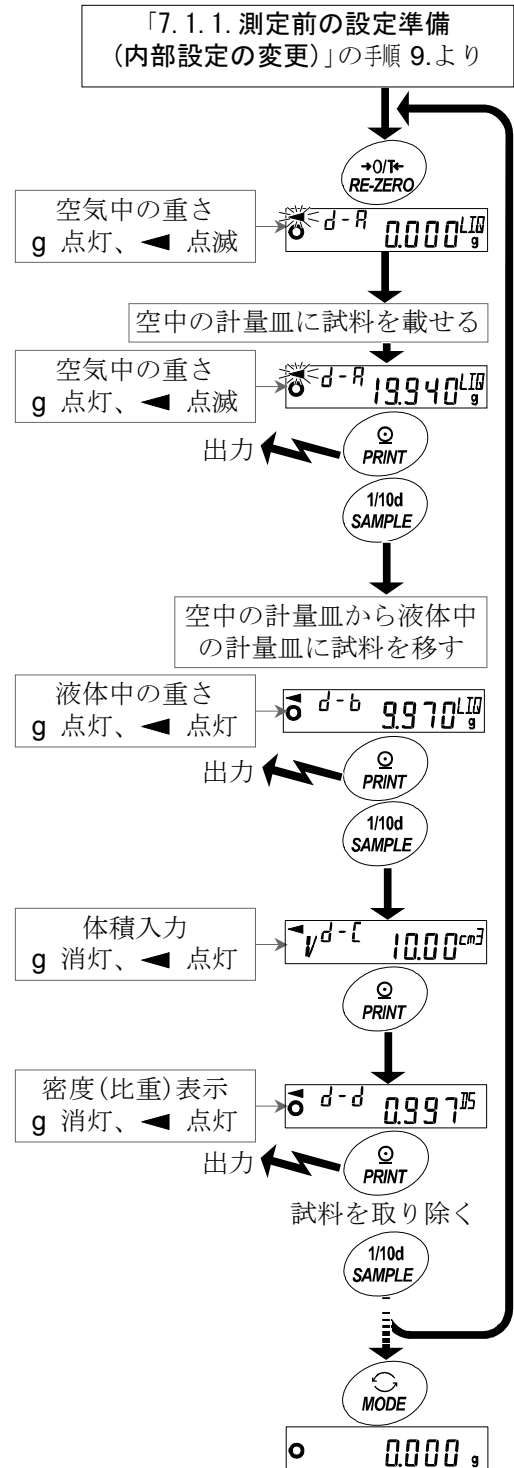 「7.1.1.測定前の設定準備
(内部設定の変更)」の手順 9.より
→0/T←
RE-ZERO
空気中の重さ
g 点灯、◀ 点滅
d-A 0.000 LIQ g
空中の計量皿に試料を載せる
空気中の重さ
g 点灯、◀ 点滅
d-A 19.940 LIQ g
出力
PRINT
1/10d
SAMPLE
空中の計量皿から液体中
の計量皿に試料を移す
液体中の重さ
g 点灯、◀ 点灯
d-b 9.970 LIQ g
出力
PRINT
1/10d
SAMPLE
体積入力
g 消灯、◀ 点灯
d-C 10.00 cm3
PRINT
密度(比重)表示
g 消灯、◀ 点灯
d-d 0.997 DS
出力
PRINT
試料を取り除く
1/10d
SAMPLE
MODE
0.000 g